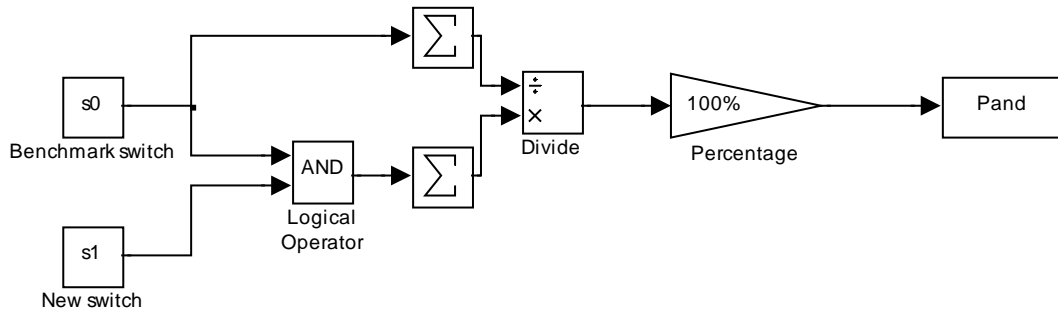 ∑
s0
÷
×
100%
Pand
Benchmark switch
Divide
Percentage
AND
∑
Logical
Operator
s1
New switch